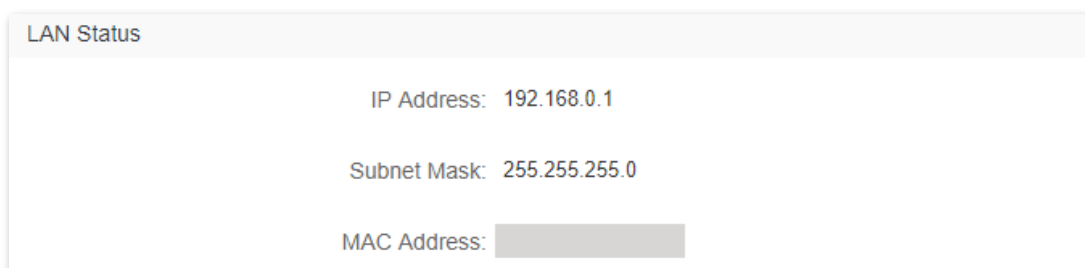 LAN Status
IP Address: 192.168.0.1
Subnet Mask: 255.255.255.0
MAC Address: